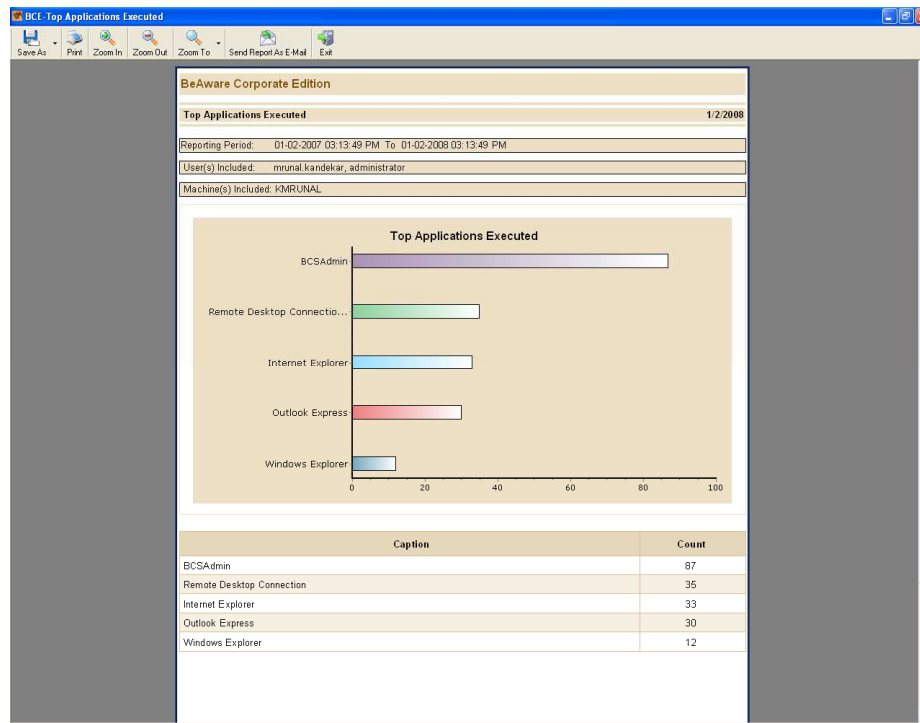 BCE-Top Applications Executed
Save As Print Zoom In Zoom Out Zoom To Send Report As E-Mail Exit
BeAware Corporate Edition
Top Applications Executed 1/2/2008
Reporting Period: 01-02-2007 03:13:49 PM To 01-02-2008 03:13:49 PM
User(s) Included: mrunal.kandekar, administrator
Machine(s) Included: KMRUNAL
Top Applications Executed
BCSAdmin
Remote Desktop Connectio...
Internet Explorer
Outlook Express
Windows Explorer
0 20 40 60 80 100
Caption Count
BCSAdmin 87
Remote Desktop Connection 35
Internet Explorer 33
Outlook Express 30
Windows Explorer 12